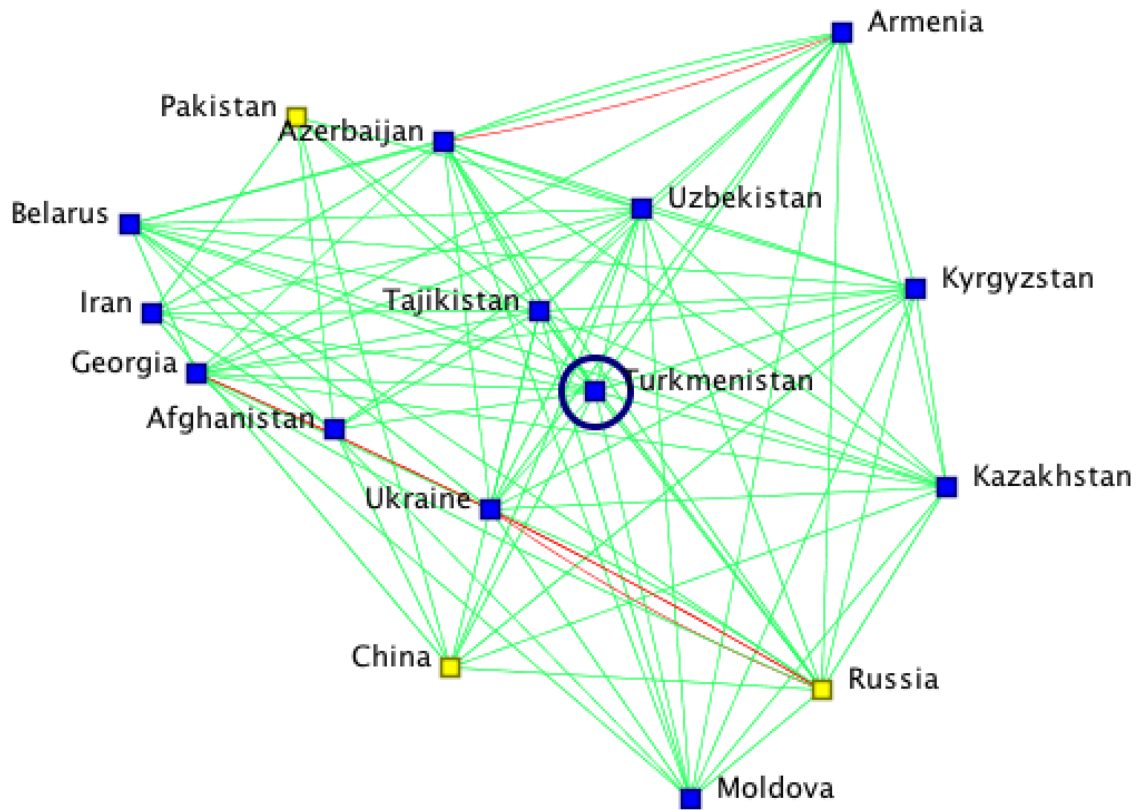 Armenia
Pakistan
Azerbaijan
Uzbekistan
Belarus
Kyrgyzstan
Iran
Tajikistan
Georgia
Turkmenistan
Afghanistan
Kazakhstan
Ukraine
China
Russia
Moldova